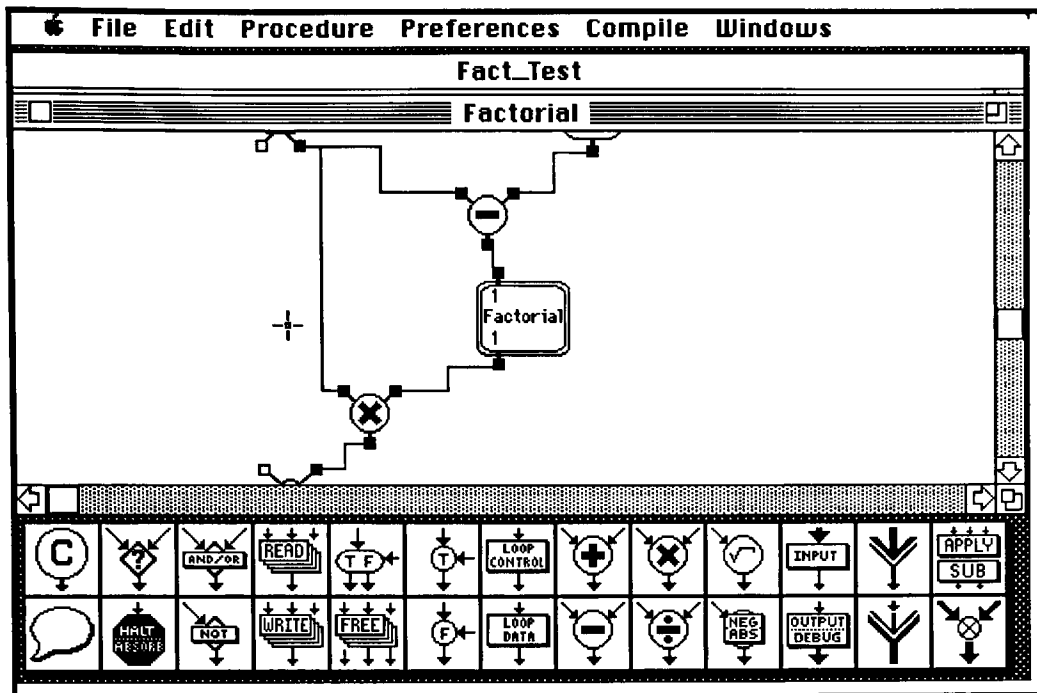 File Edit Procedure Preferences Compile Windows
Fact_Test
Factorial
1
Factorial
1
C ? AND/OR READ T F T LOOP CONTROL + × √ INPUT APPLY SUB
HALT MEASURE NOT WRITE FREE F LOOP DATA − ÷ NEG ABS OUTPUT DEBUG